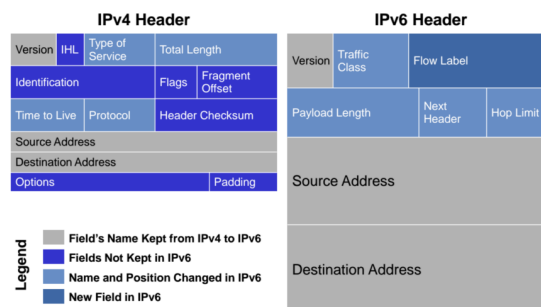 IPv4 Header
Version IHL Type of Service Total Length
Identification Flags Fragment Offset
Time to Live Protocol Header Checksum
Source Address
Destination Address
Options Padding
IPv6 Header
Version Traffic Class Flow Label
Payload Length Next Header Hop Limit
Source Address
Destination Address
Legend
Field's Name Kept from IPv4 to IPv6
Fields Not Kept in IPv6
Name and Position Changed in IPv6
New Field in IPv6